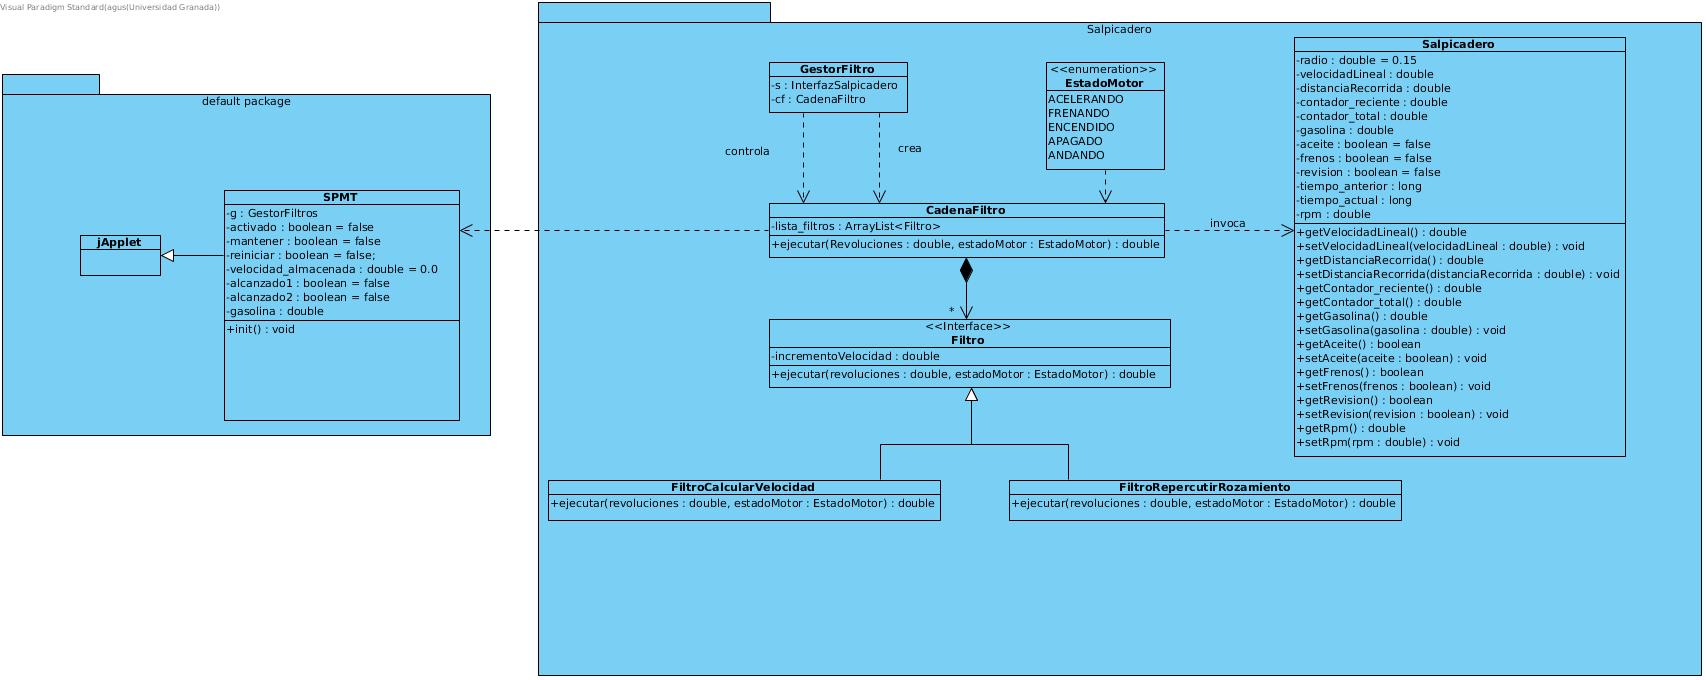 Visual Paradigm Standard(agus(Universidad Granada))
default package
jApplet
SPMT
-g : GestorFiltros
-activado : boolean = false
-mantener : boolean = false
-reiniciar : boolean = false;
-velocidad_almacenada : double = 0.0
-alcanzado1 : boolean = false
-alcanzado2 : boolean = false
-gasolina : double
+init() : void
Salpicadero
GestorFiltro
-s : InterfazSalpicadero
-cf : CadenaFiltro
controla
crea
<<enumeration>>
EstadoMotor
ACELERANDO
FRENANDO
ENCENDIDO
APAGADO
ANDANDO
CadenaFiltro
-lista_filtros : ArrayList<Filtro>
+ejecutar(Revoluciones : double, estadoMotor : EstadoMotor) : double
invoca
*
<<Interface>>
Filtro
-incrementoVelocidad : double
+ejecutar(revoluciones : double, estadoMotor : EstadoMotor) : double
FiltroCalcularVelocidad
+ejecutar(revoluciones : double, estadoMotor : EstadoMotor) : double
FiltroRepercutirRozamiento
+ejecutar(revoluciones : double, estadoMotor : EstadoMotor) : double
Salpicadero
-radio : double = 0.15
-velocidadLineal : double
-distanciaRecorrida : double
-contador_reciente : double
-contador_total : double
-gasolina : double
-aceite : boolean = false
-frenos : boolean = false
-revision : boolean = false
-tiempo_anterior : long
-tiempo_actual : long
-rpm : double
+getVelocidadLineal() : double
+setVelocidadLineal(velocidadLineal : double) : void
+getDistanciaRecorrida() : double
+setDistanciaRecorrida(distanciaRecorrida : double) : void
+getContador_reciente() : double
+getContador_total() : double
+getGasolina() : double
+setGasolina(gasolina : double) : void
+getAceite() : boolean
+setAceite(aceite : boolean) : void
+getFrenos() : boolean
+setFrenos(frenos : boolean) : void
+getRevision() : boolean
+setRevision(revision : boolean) : void
+getRpm() : double
+setRpm(rpm : double) : void